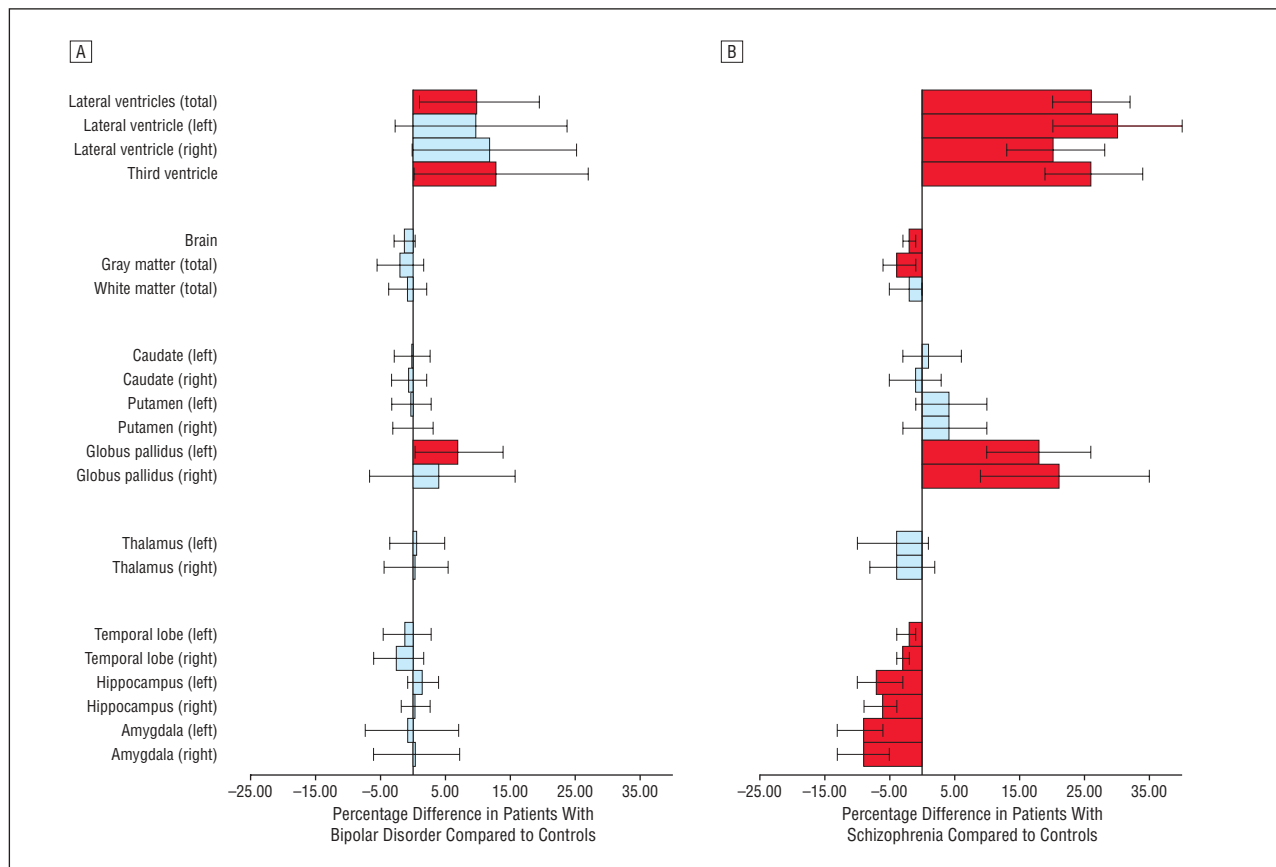 A
B
Lateral ventricles (total)
Lateral ventricle (left)
Lateral ventricle (right)
Third ventricle
Brain
Gray matter (total)
White matter (total)
Caudate (left)
Caudate (right)
Putamen (left)
Putamen (right)
Globus pallidus (left)
Globus pallidus (right)
Thalamus (left)
Thalamus (right)
Temporal lobe (left)
Temporal lobe (right)
Hippocampus (left)
Hippocampus (right)
Amygdala (left)
Amygdala (right)
−25.00 −15.00 −5.00 5.00 15.00 25.00 35.00
Percentage Difference in Patients With
Bipolar Disorder Compared to Controls
−25.00 −15.00 −5.00 5.00 15.00 25.00 35.00
Percentage Difference in Patients With
Schizophrenia Compared to Controls